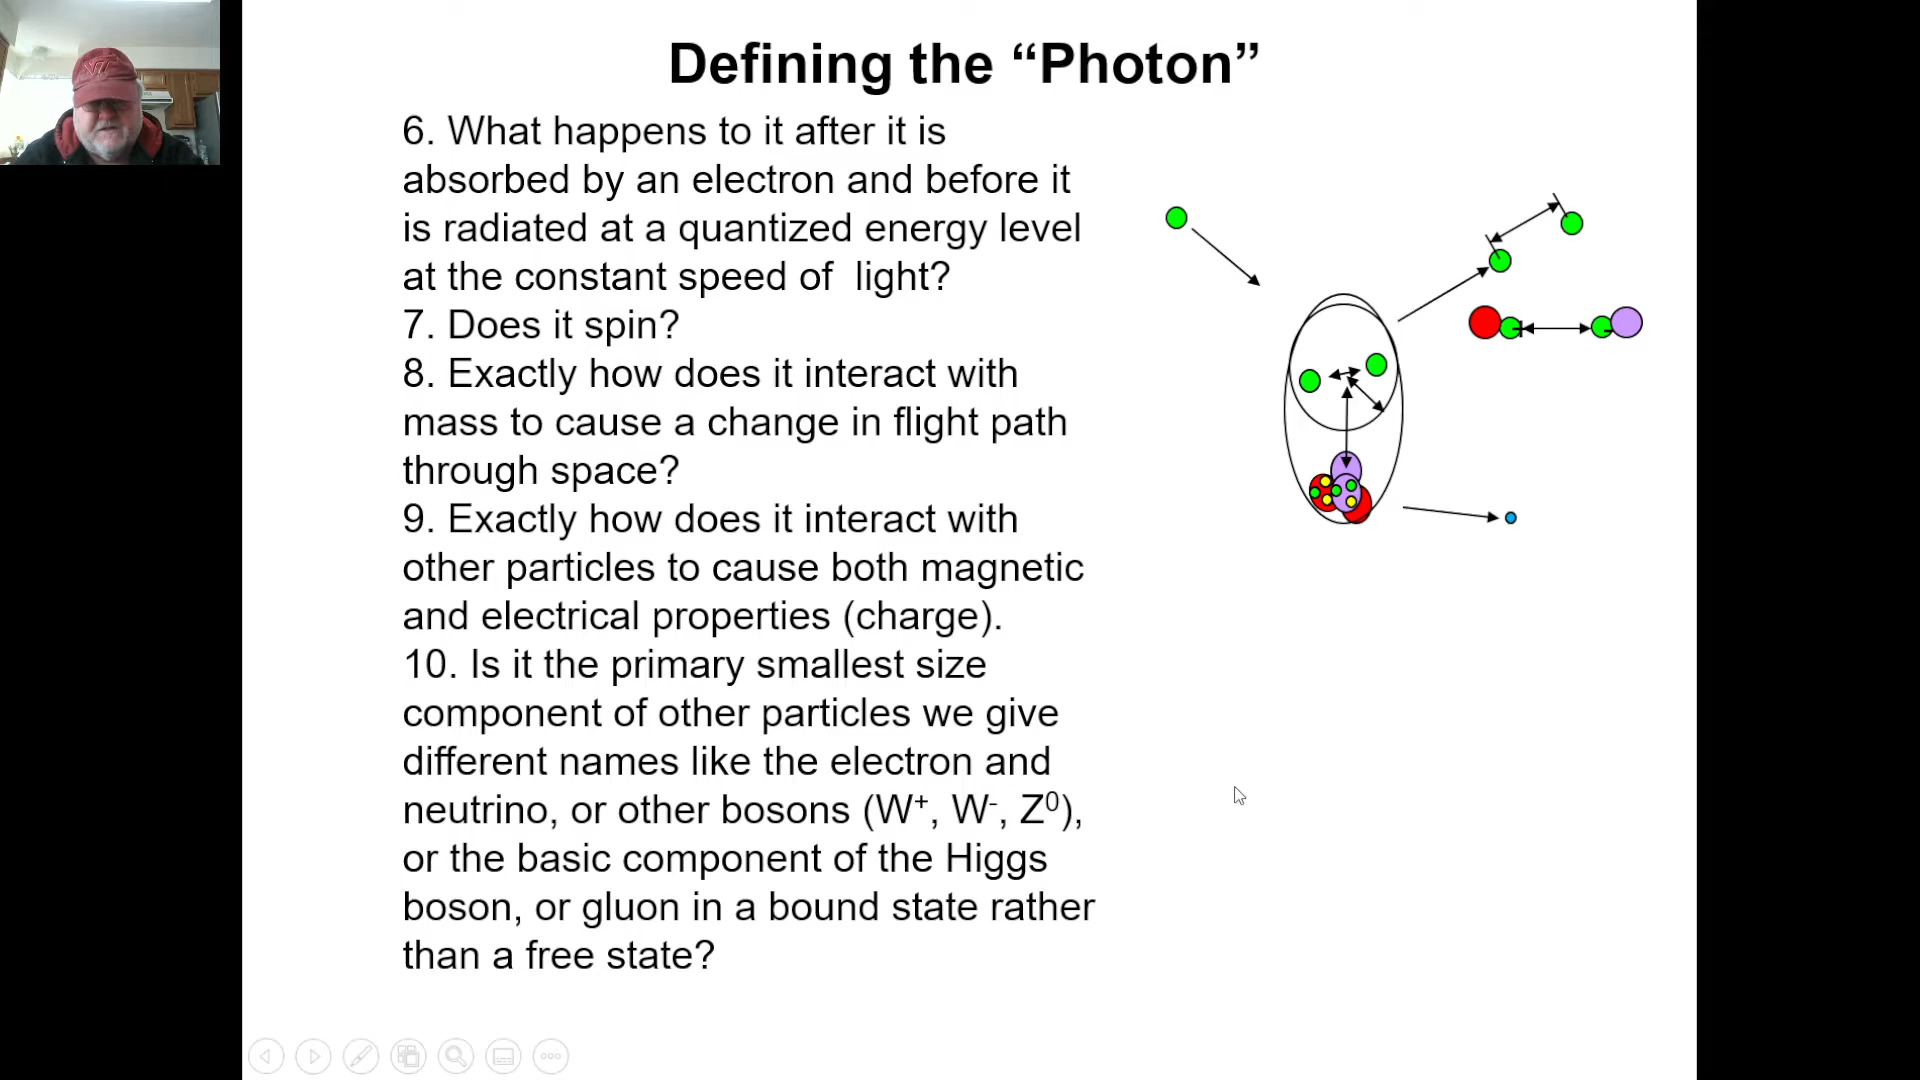 Defining the “Photon”
6. What happens to it after it is
absorbed by an electron and before it
is radiated at a quantized energy level
at the constant speed of  light?
7. Does it spin?
8. Exactly how does it interact with
mass to cause a change in flight path
through space?
9. Exactly how does it interact with
other particles to cause both magnetic
and electrical properties (charge).
10. Is it the primary smallest size
component of other particles we give
different names like the electron and
neutrino, or other bosons (W⁺, W⁻, Z⁰),
or the basic component of the Higgs
boson, or gluon in a bound state rather
than a free state?